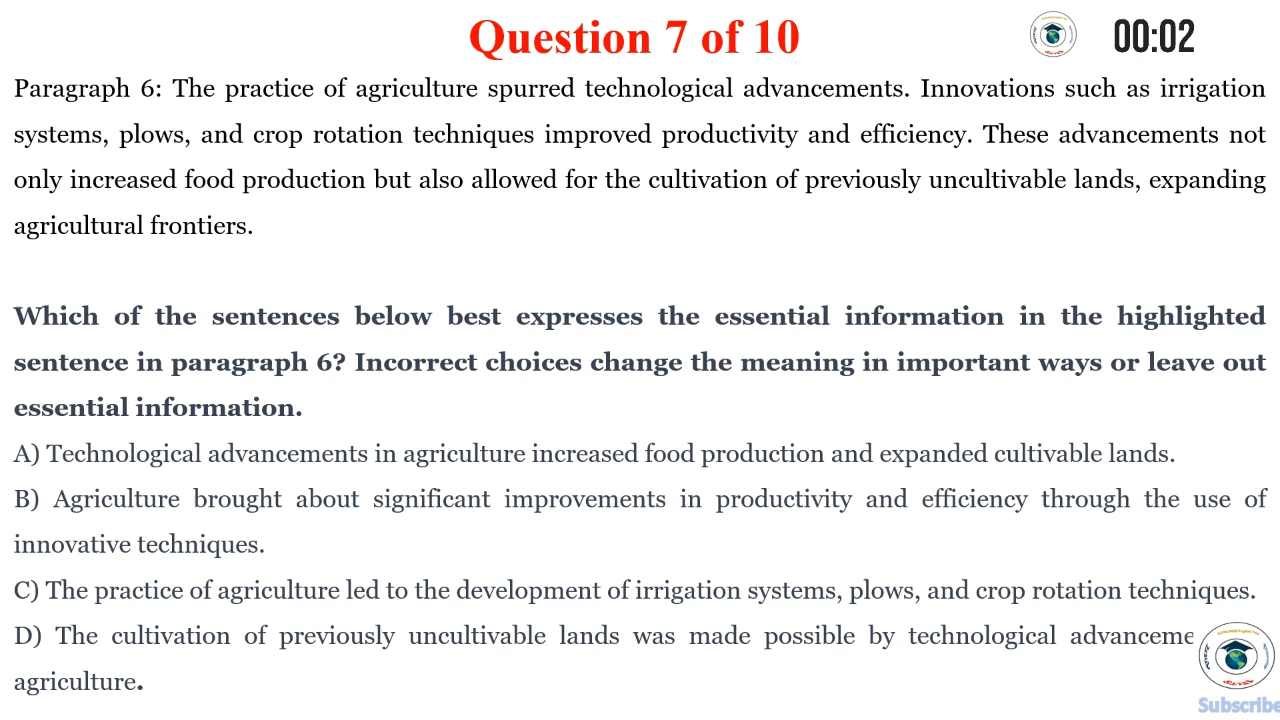 Question 7 of 10
00:02
Paragraph 6: The practice of agriculture spurred technological advancements. Innovations such as irrigation
systems, plows, and crop rotation techniques improved productivity and efficiency. These advancements not
only increased food production but also allowed for the cultivation of previously uncultivable lands, expanding
agricultural frontiers.
Which of the sentences below best expresses the essential information in the highlighted
sentence in paragraph 6? Incorrect choices change the meaning in important ways or leave out
essential information.
A) Technological advancements in agriculture increased food production and expanded cultivable lands.
B) Agriculture brought about significant improvements in productivity and efficiency through the use of
innovative techniques.
C) The practice of agriculture led to the development of irrigation systems, plows, and crop rotation techniques.
D) The cultivation of previously uncultivable lands was made possible by technological advanceme
agriculture.
Subscribe